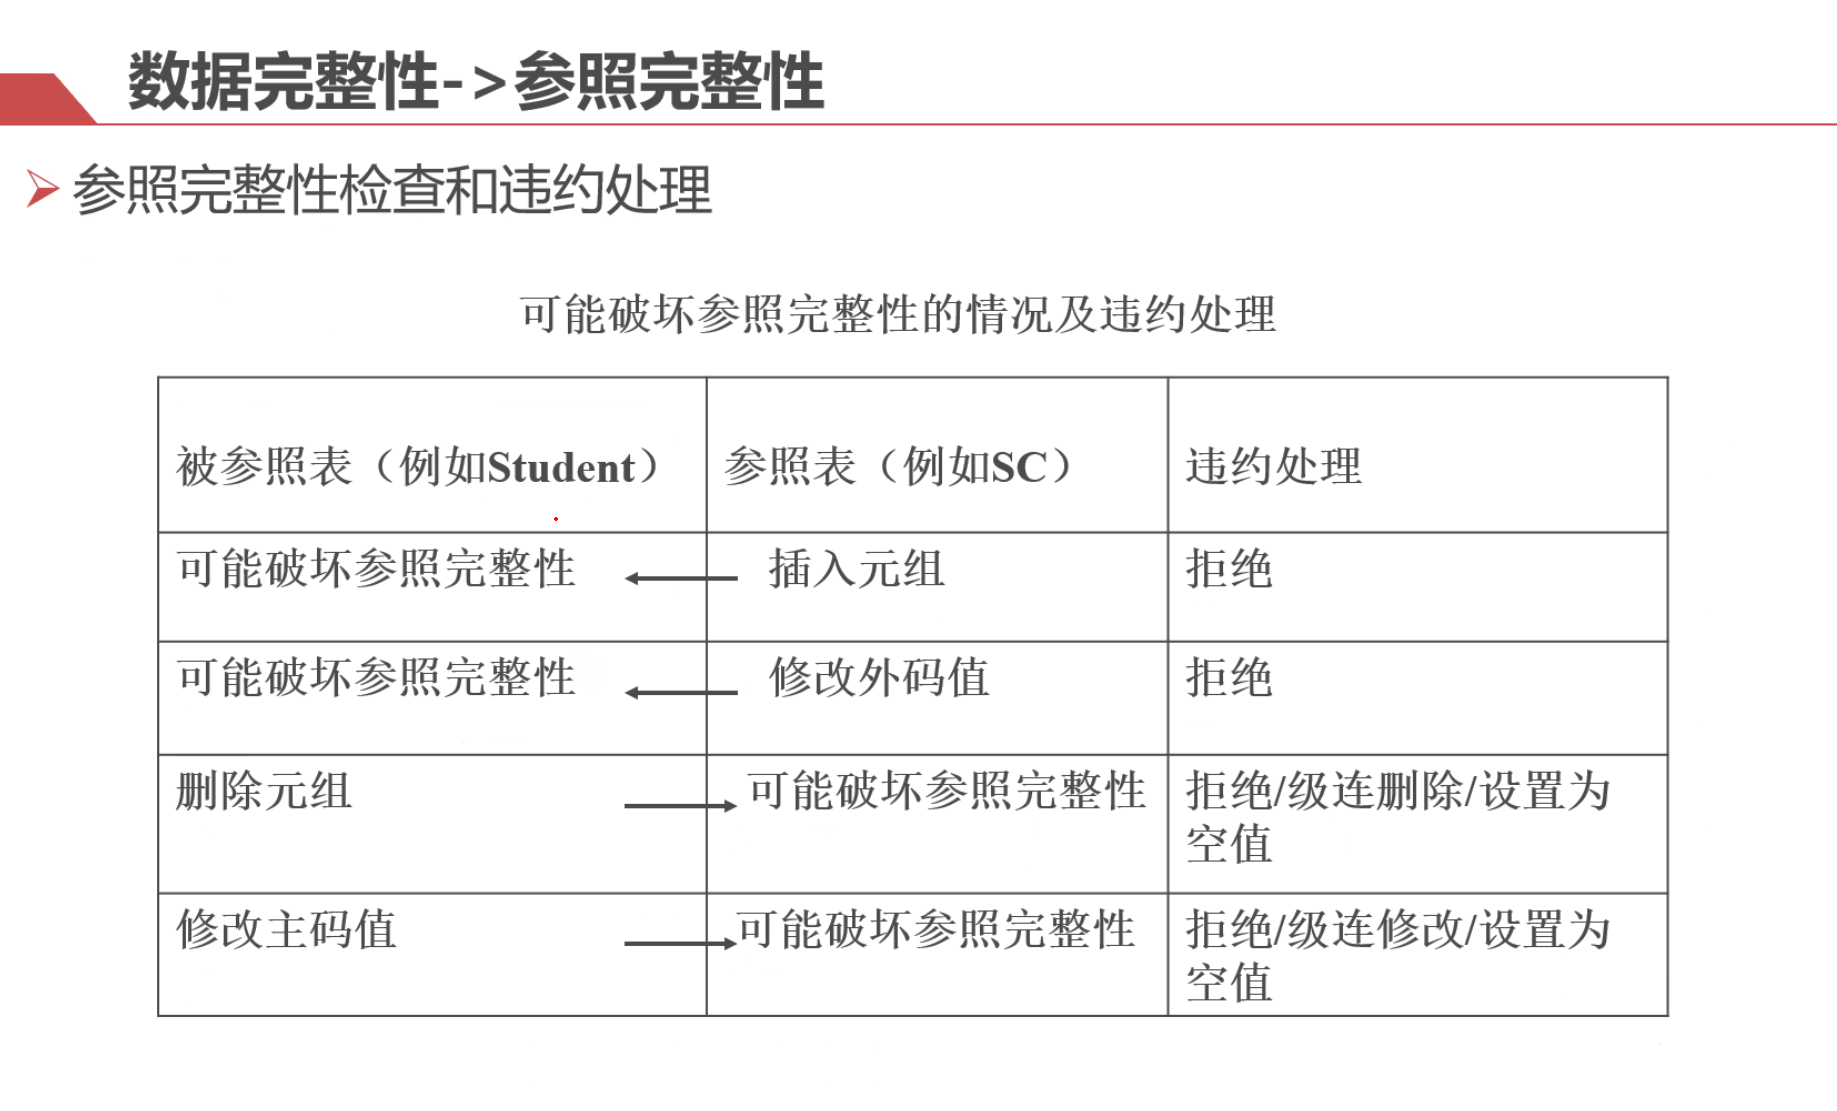 数据完整性->参照完整性
参照完整性检查和违约处理
可能破坏参照完整性的情况及违约处理
被参照表（例如Student）
参照表（例如SC）
违约处理
可能破坏参照完整性
插入元组
拒绝
可能破坏参照完整性
修改外码值
拒绝
删除元组
可能破坏参照完整性
拒绝/级连删除/设置为
空值
修改主码值
可能破坏参照完整性
拒绝/级连修改/设置为
空值